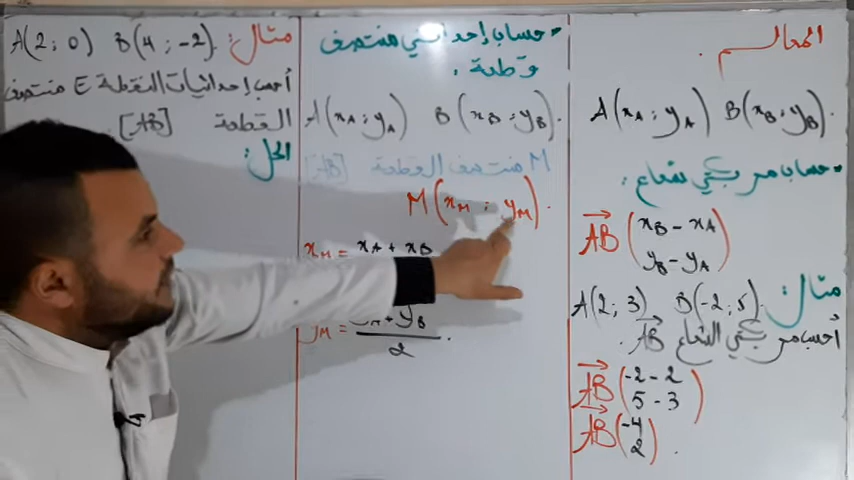 المعالم.
A(xA ; yA) B(xB ; yB).
• حساب مركبتي شعاع:
AB (xB - xA
yB - yA)
مثال:
A(2 ; 3) B(-2 ; 5).
أحسب مركبتي الشعاع AB.
AB (-2 - 2
5 - 3)
AB (-4
2).
• حساب إحداثيتي منتصف
قطعة.
A(xA ; yA) B(xB ; yB).
M منتصف القطعة [AB]
M(xM ; yM).
xM = xA + xB
yM = yB / 2.
مثال: A(2 ; 0) B(4 ; -2).
أحسب إحداثيات النقطة E منتصف
القطعة [AB].
الحل: